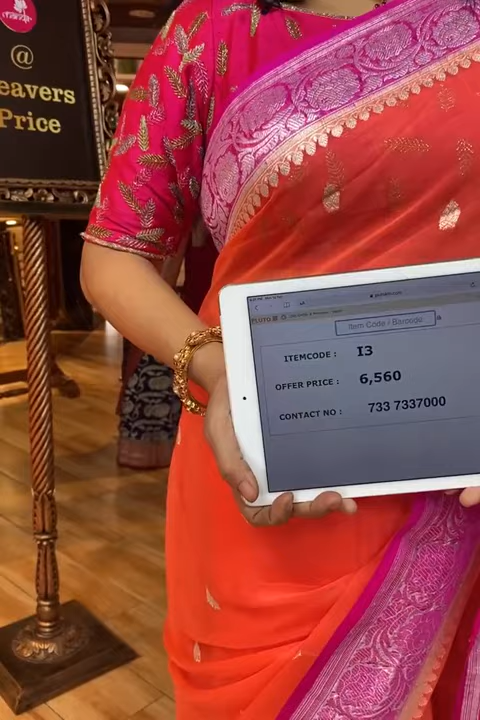 @
eavers
Price
Item Code / Barcode
ITEMCODE : I3
OFFER PRICE : 6,560
CONTACT NO : 733 7337000